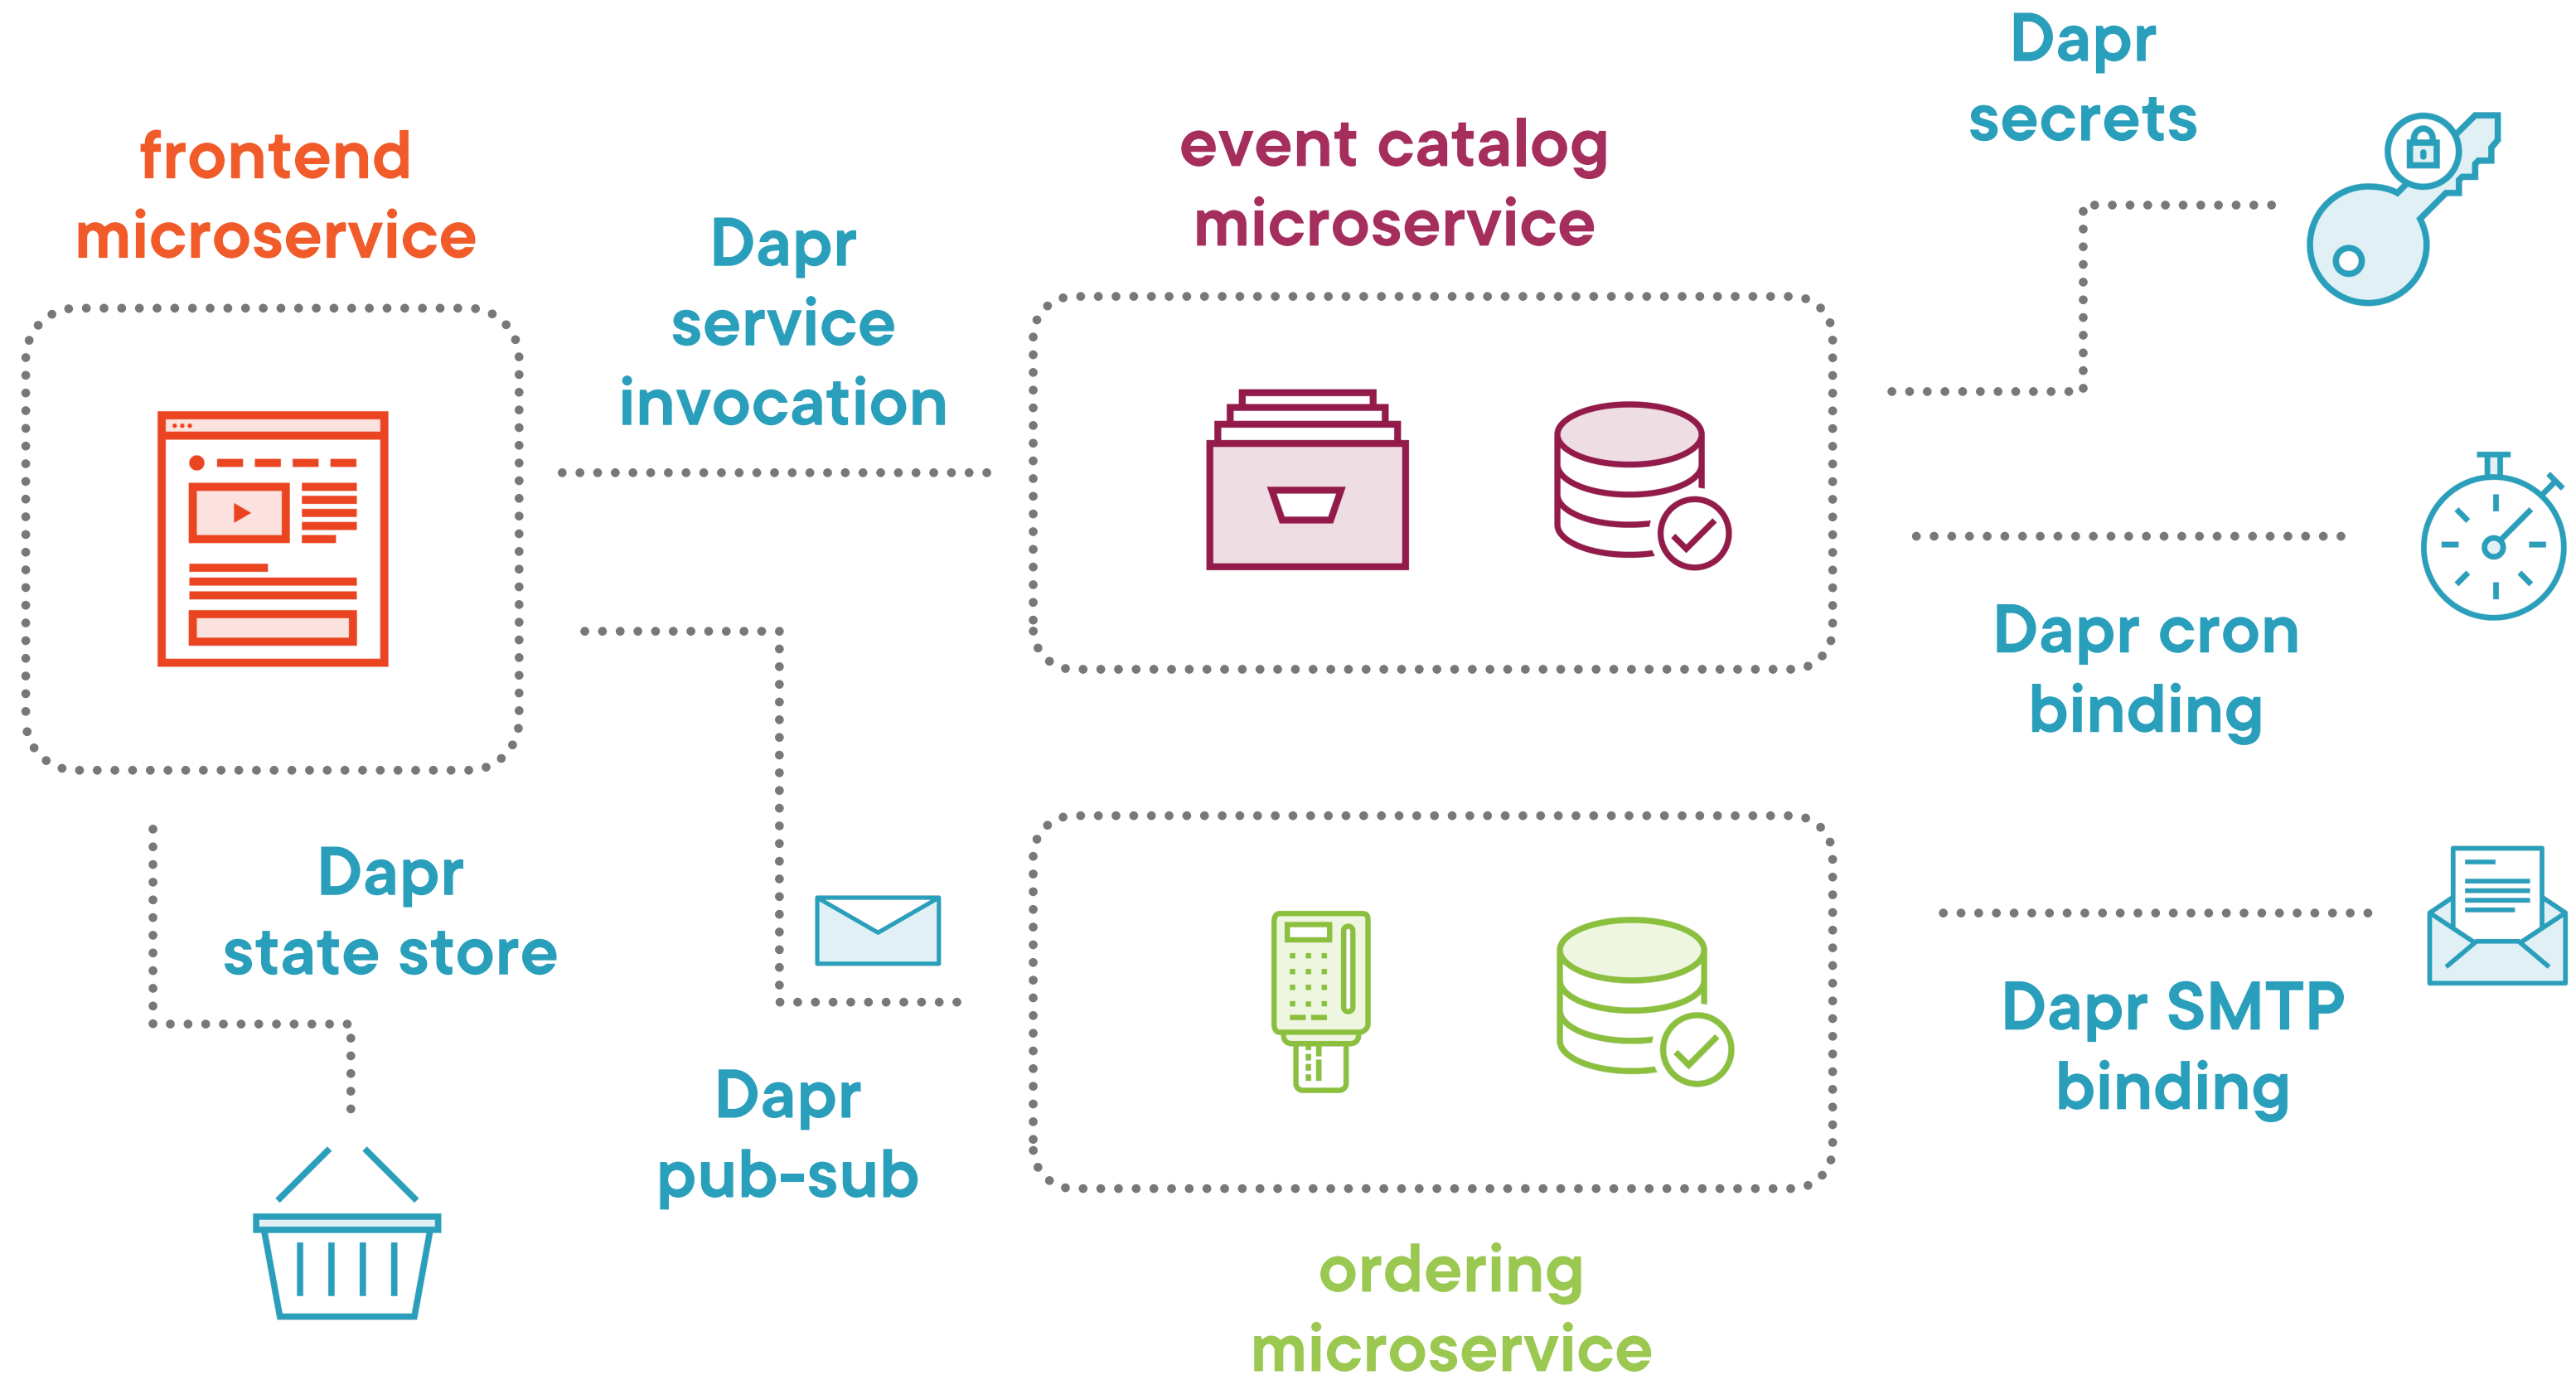 frontend
microservice
Dapr
service
invocation
event catalog
microservice
Dapr
secrets
Dapr cron
binding
Dapr
state store
Dapr
pub-sub
Dapr SMTP
binding
ordering
microservice